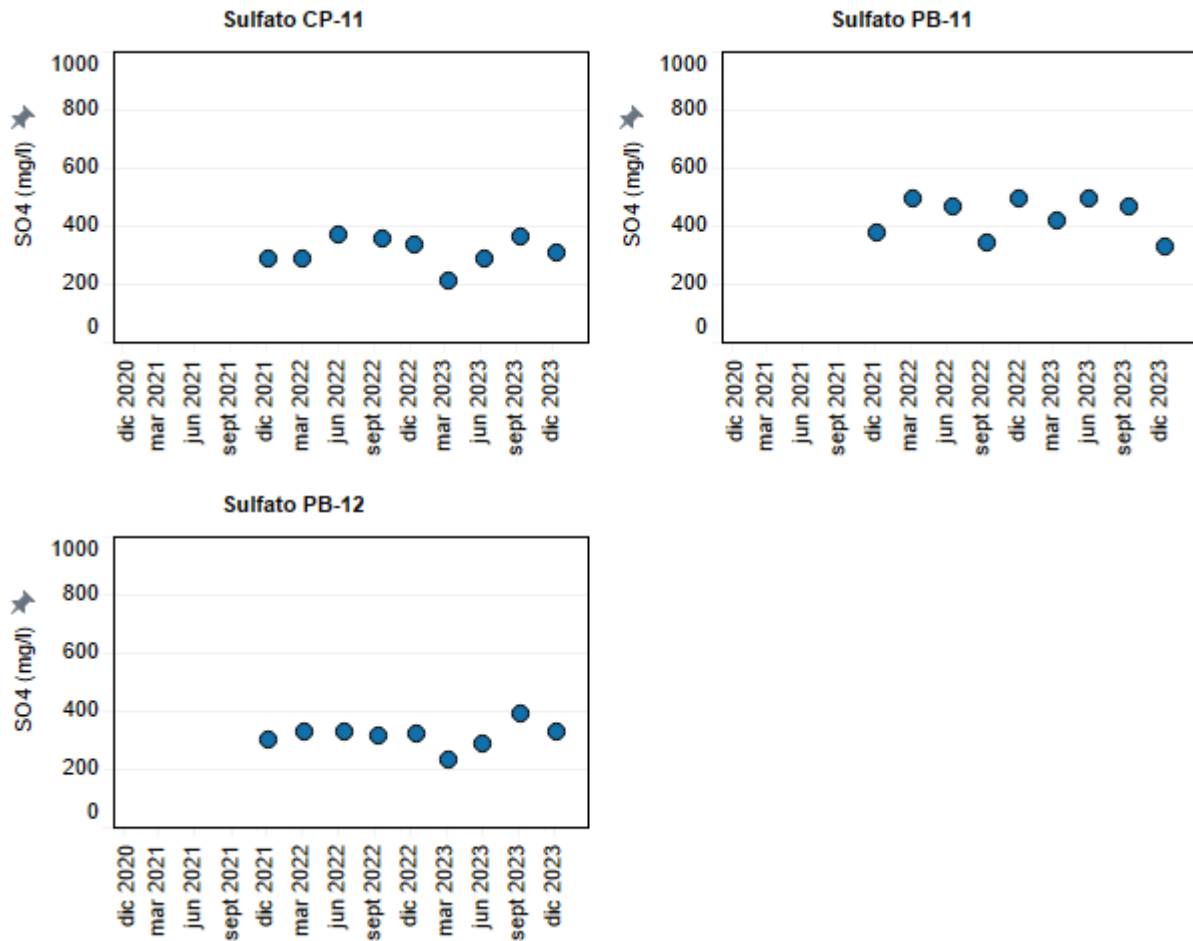 Sulfato CP-11
1000
800
600
400
200
0
SO4 (mg/l)
dic 2020
mar 2021
jun 2021
sept 2021
dic 2021
mar 2022
jun 2022
sept 2022
dic 2022
mar 2023
jun 2023
sept 2023
dic 2023
Sulfato PB-11
1000
800
600
400
200
0
SO4 (mg/l)
dic 2020
mar 2021
jun 2021
sept 2021
dic 2021
mar 2022
jun 2022
sept 2022
dic 2022
mar 2023
jun 2023
sept 2023
dic 2023
Sulfato PB-12
1000
800
600
400
200
0
SO4 (mg/l)
dic 2020
mar 2021
jun 2021
sept 2021
dic 2021
mar 2022
jun 2022
sept 2022
dic 2022
mar 2023
jun 2023
sept 2023
dic 2023